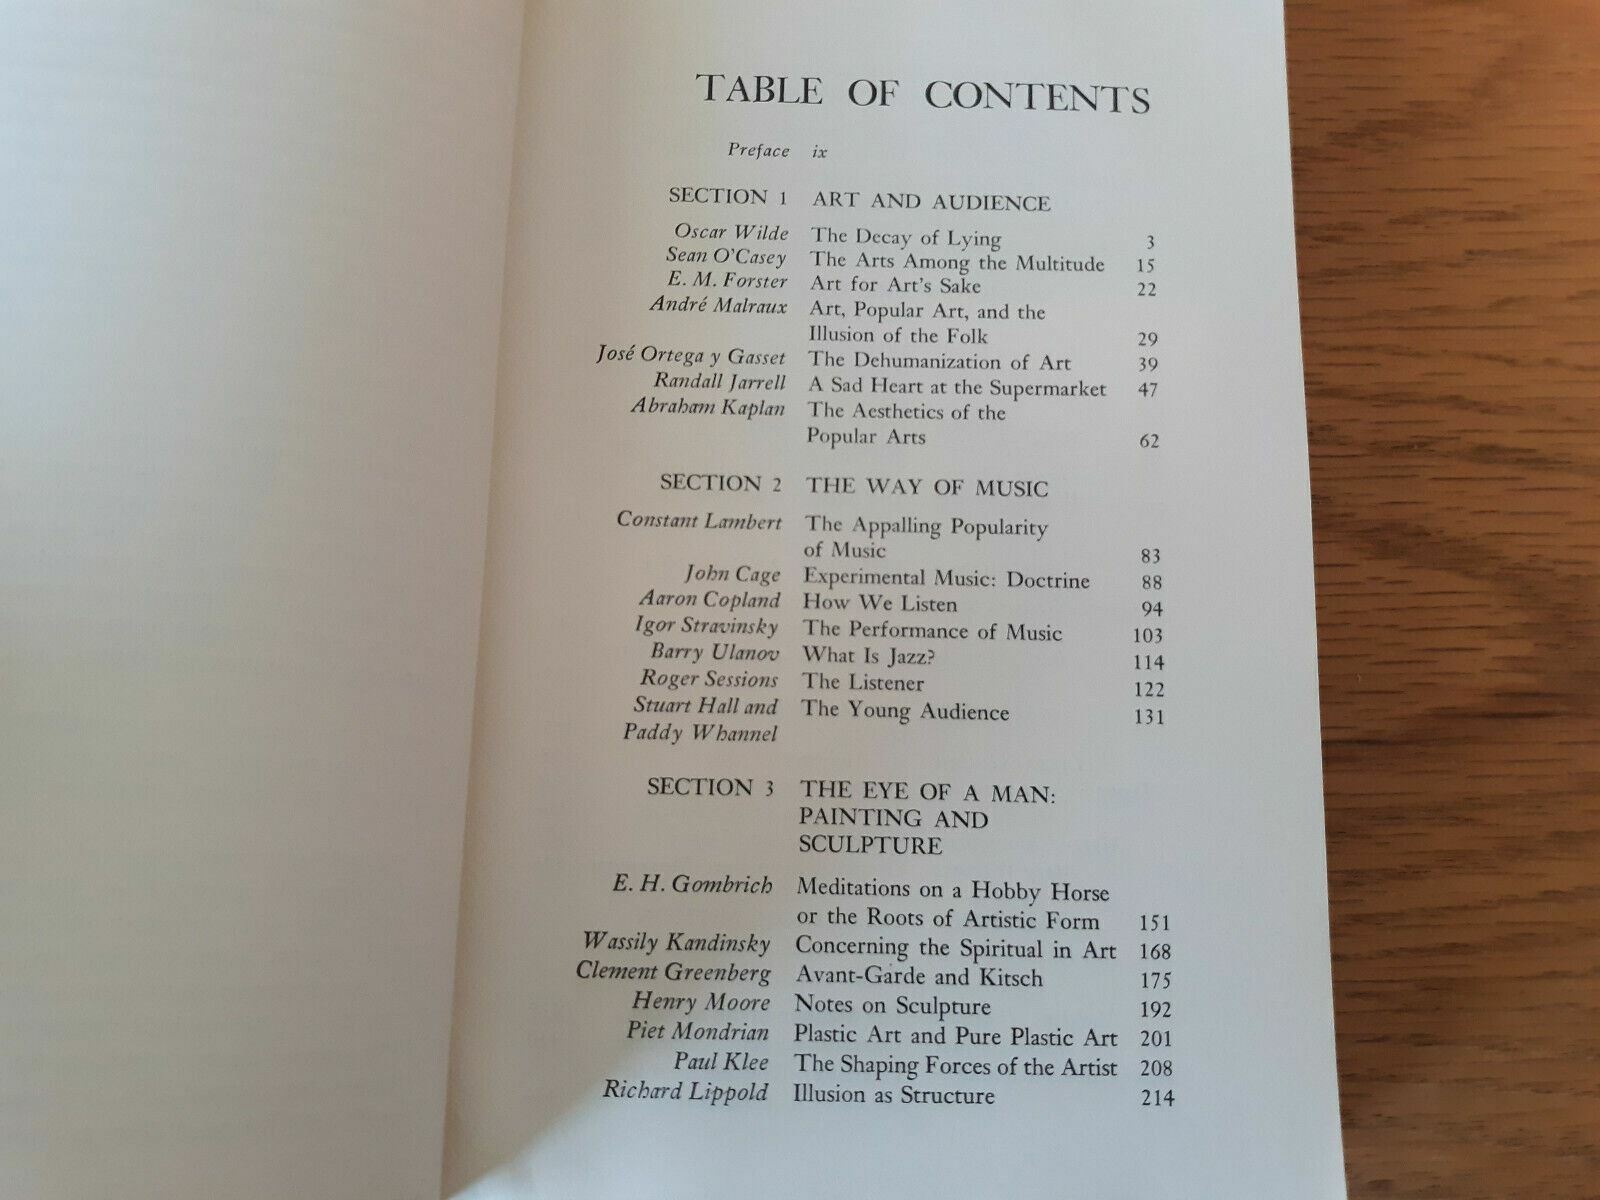 TABLE OF CONTENTS
Preface ix
SECTION 1 ART AND AUDIENCE
Oscar Wilde The Decay of Lying 3
Sean O'Casey The Arts Among the Multitude 15
E. M. Forster Art for Art's Sake 22
André Malraux Art, Popular Art, and the
Illusion of the Folk 29
José Ortega y Gasset The Dehumanization of Art 39
Randall Jarrell A Sad Heart at the Supermarket 47
Abraham Kaplan The Aesthetics of the
Popular Arts 62
SECTION 2 THE WAY OF MUSIC
Constant Lambert The Appalling Popularity
of Music 83
John Cage Experimental Music: Doctrine 88
Aaron Copland How We Listen 94
Igor Stravinsky The Performance of Music 103
Barry Ulanov What Is Jazz? 114
Roger Sessions The Listener 122
Stuart Hall and The Young Audience 131
Paddy Whannel
SECTION 3 THE EYE OF A MAN:
PAINTING AND
SCULPTURE
E. H. Gombrich Meditations on a Hobby Horse
or the Roots of Artistic Form 151
Wassily Kandinsky Concerning the Spiritual in Art 168
Clement Greenberg Avant-Garde and Kitsch 175
Henry Moore Notes on Sculpture 192
Piet Mondrian Plastic Art and Pure Plastic Art 201
Paul Klee The Shaping Forces of the Artist 208
Richard Lippold Illusion as Structure 214